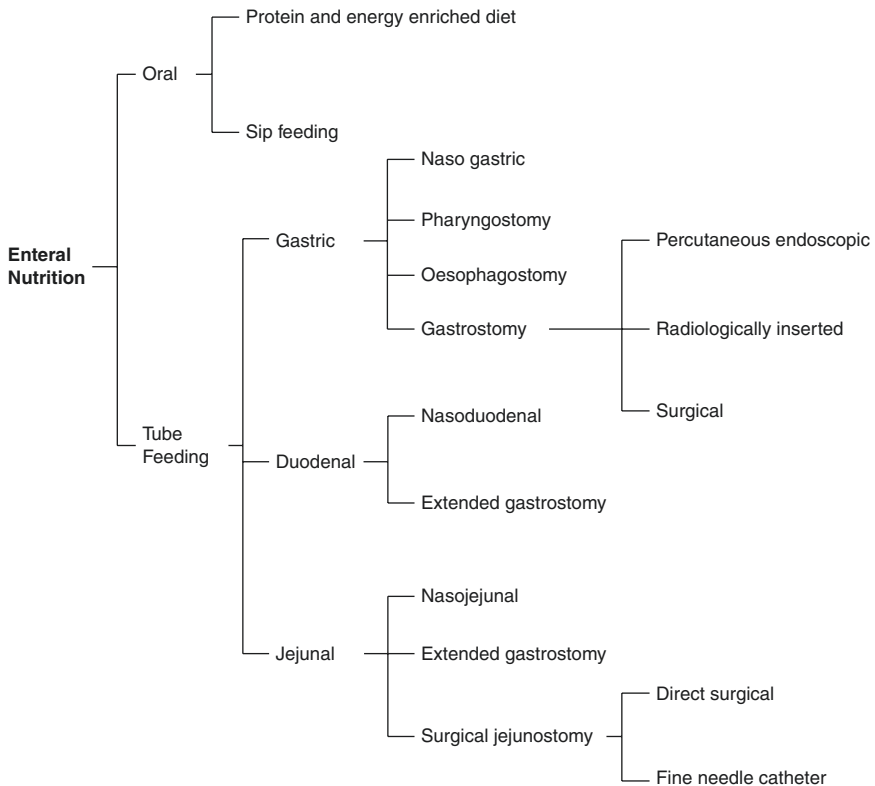 Protein and energy enriched diet
Oral
Sip feeding
Naso gastric
Pharyngostomy
Gastric
Percutaneous endoscopic
Enteral
Nutrition
Oesophagostomy
Gastrostomy
Radiologically inserted
Surgical
Nasoduodenal
Tube
Feeding
Duodenal
Extended gastrostomy
Nasojejunal
Jejunal
Extended gastrostomy
Direct surgical
Surgical jejunostomy
Fine needle catheter